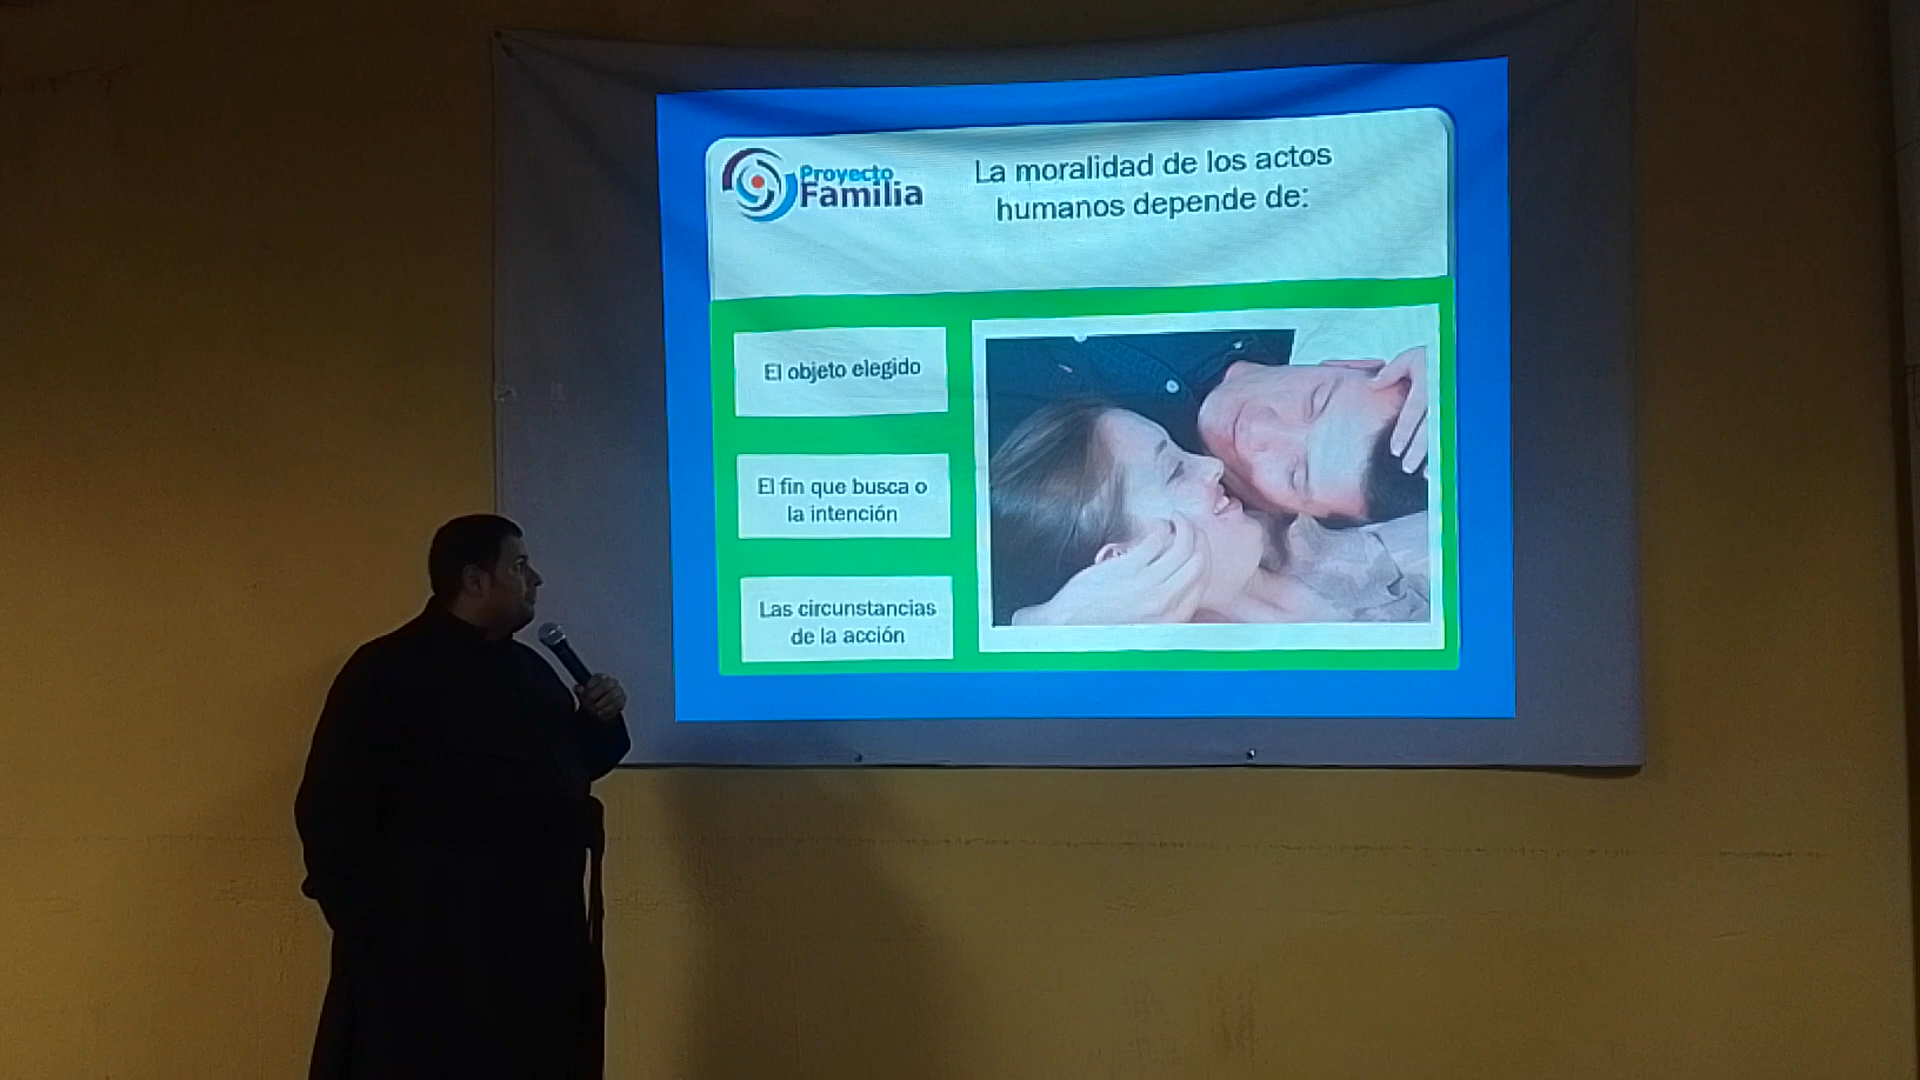 Proyecto
Familia
La moralidad de los actos
humanos depende de:
El objeto elegido
El fin que busca o
la intención
Las circunstancias
de la acción